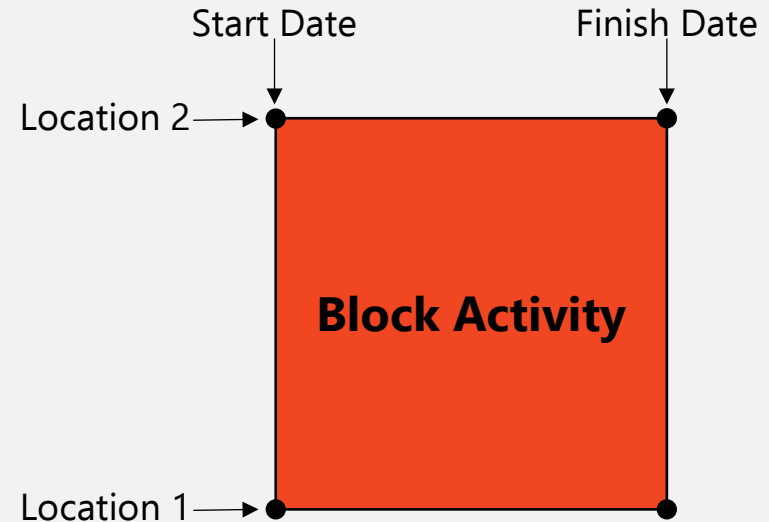 Start Date
Finish Date
Location 2
Block Activity
Location 1